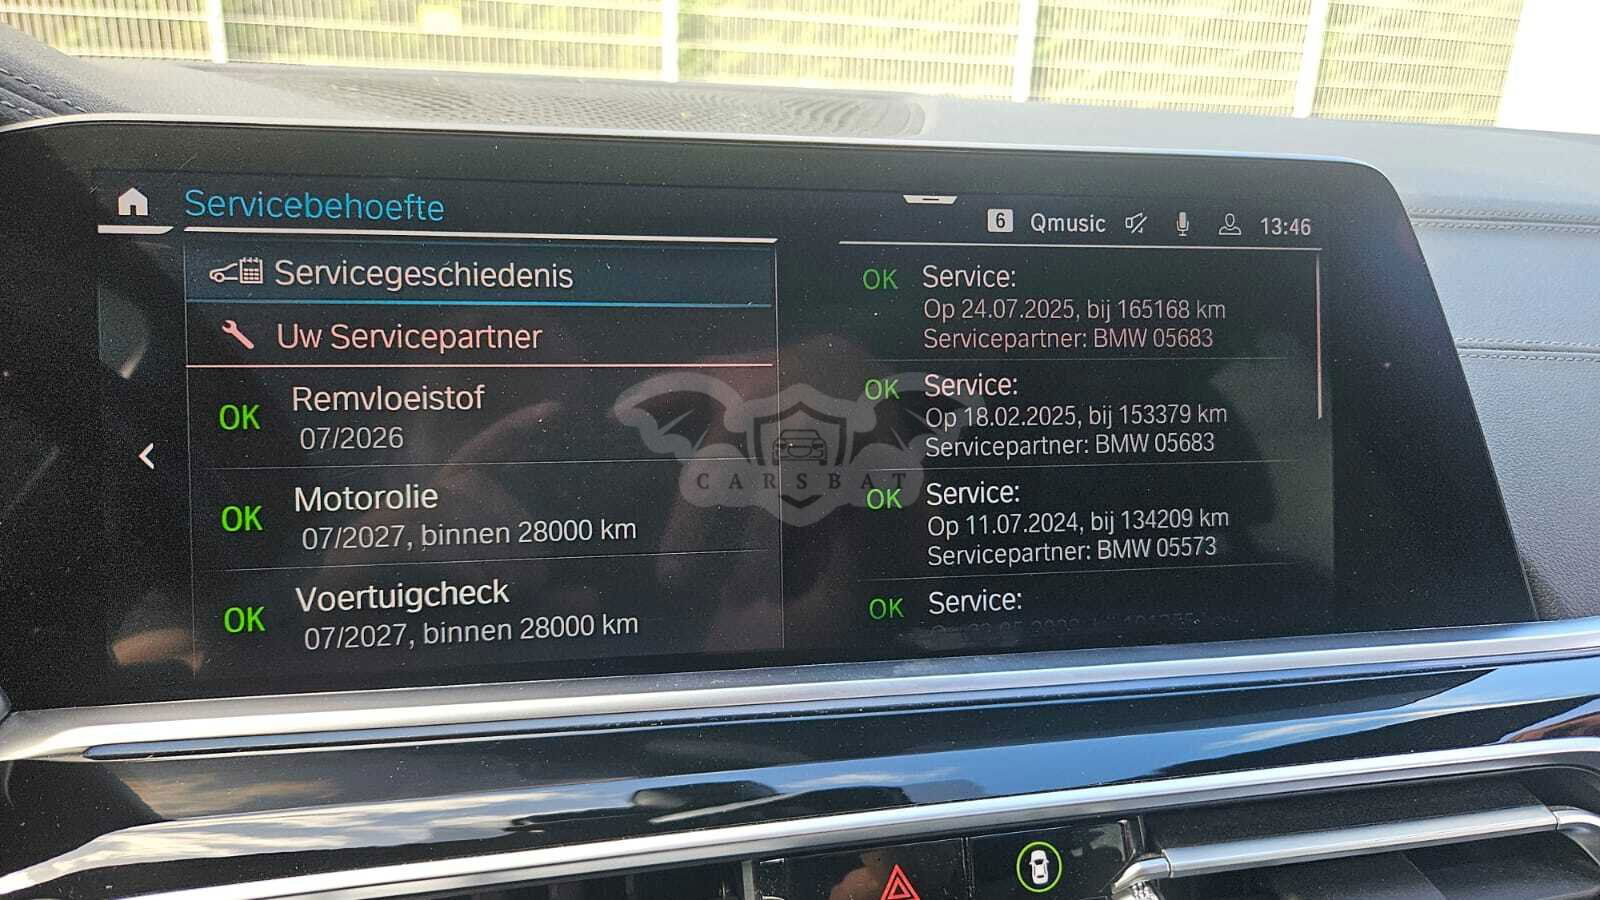 Servicebehoefte
6 Qmusic 13:46
Servicegeschiedenis
Uw Servicepartner
OK Remvloeistof
07/2026
OK Motorolie
07/2027, binnen 28000 km
OK Voertuigcheck
07/2027, binnen 28000 km
OK Service:
Op 24.07.2025, bij 165168 km
Servicepartner: BMW 05683
OK Service:
Op 18.02.2025, bij 153379 km
Servicepartner: BMW 05683
OK Service:
Op 11.07.2024, bij 134209 km
Servicepartner: BMW 05573
OK Service:
CARSBAT